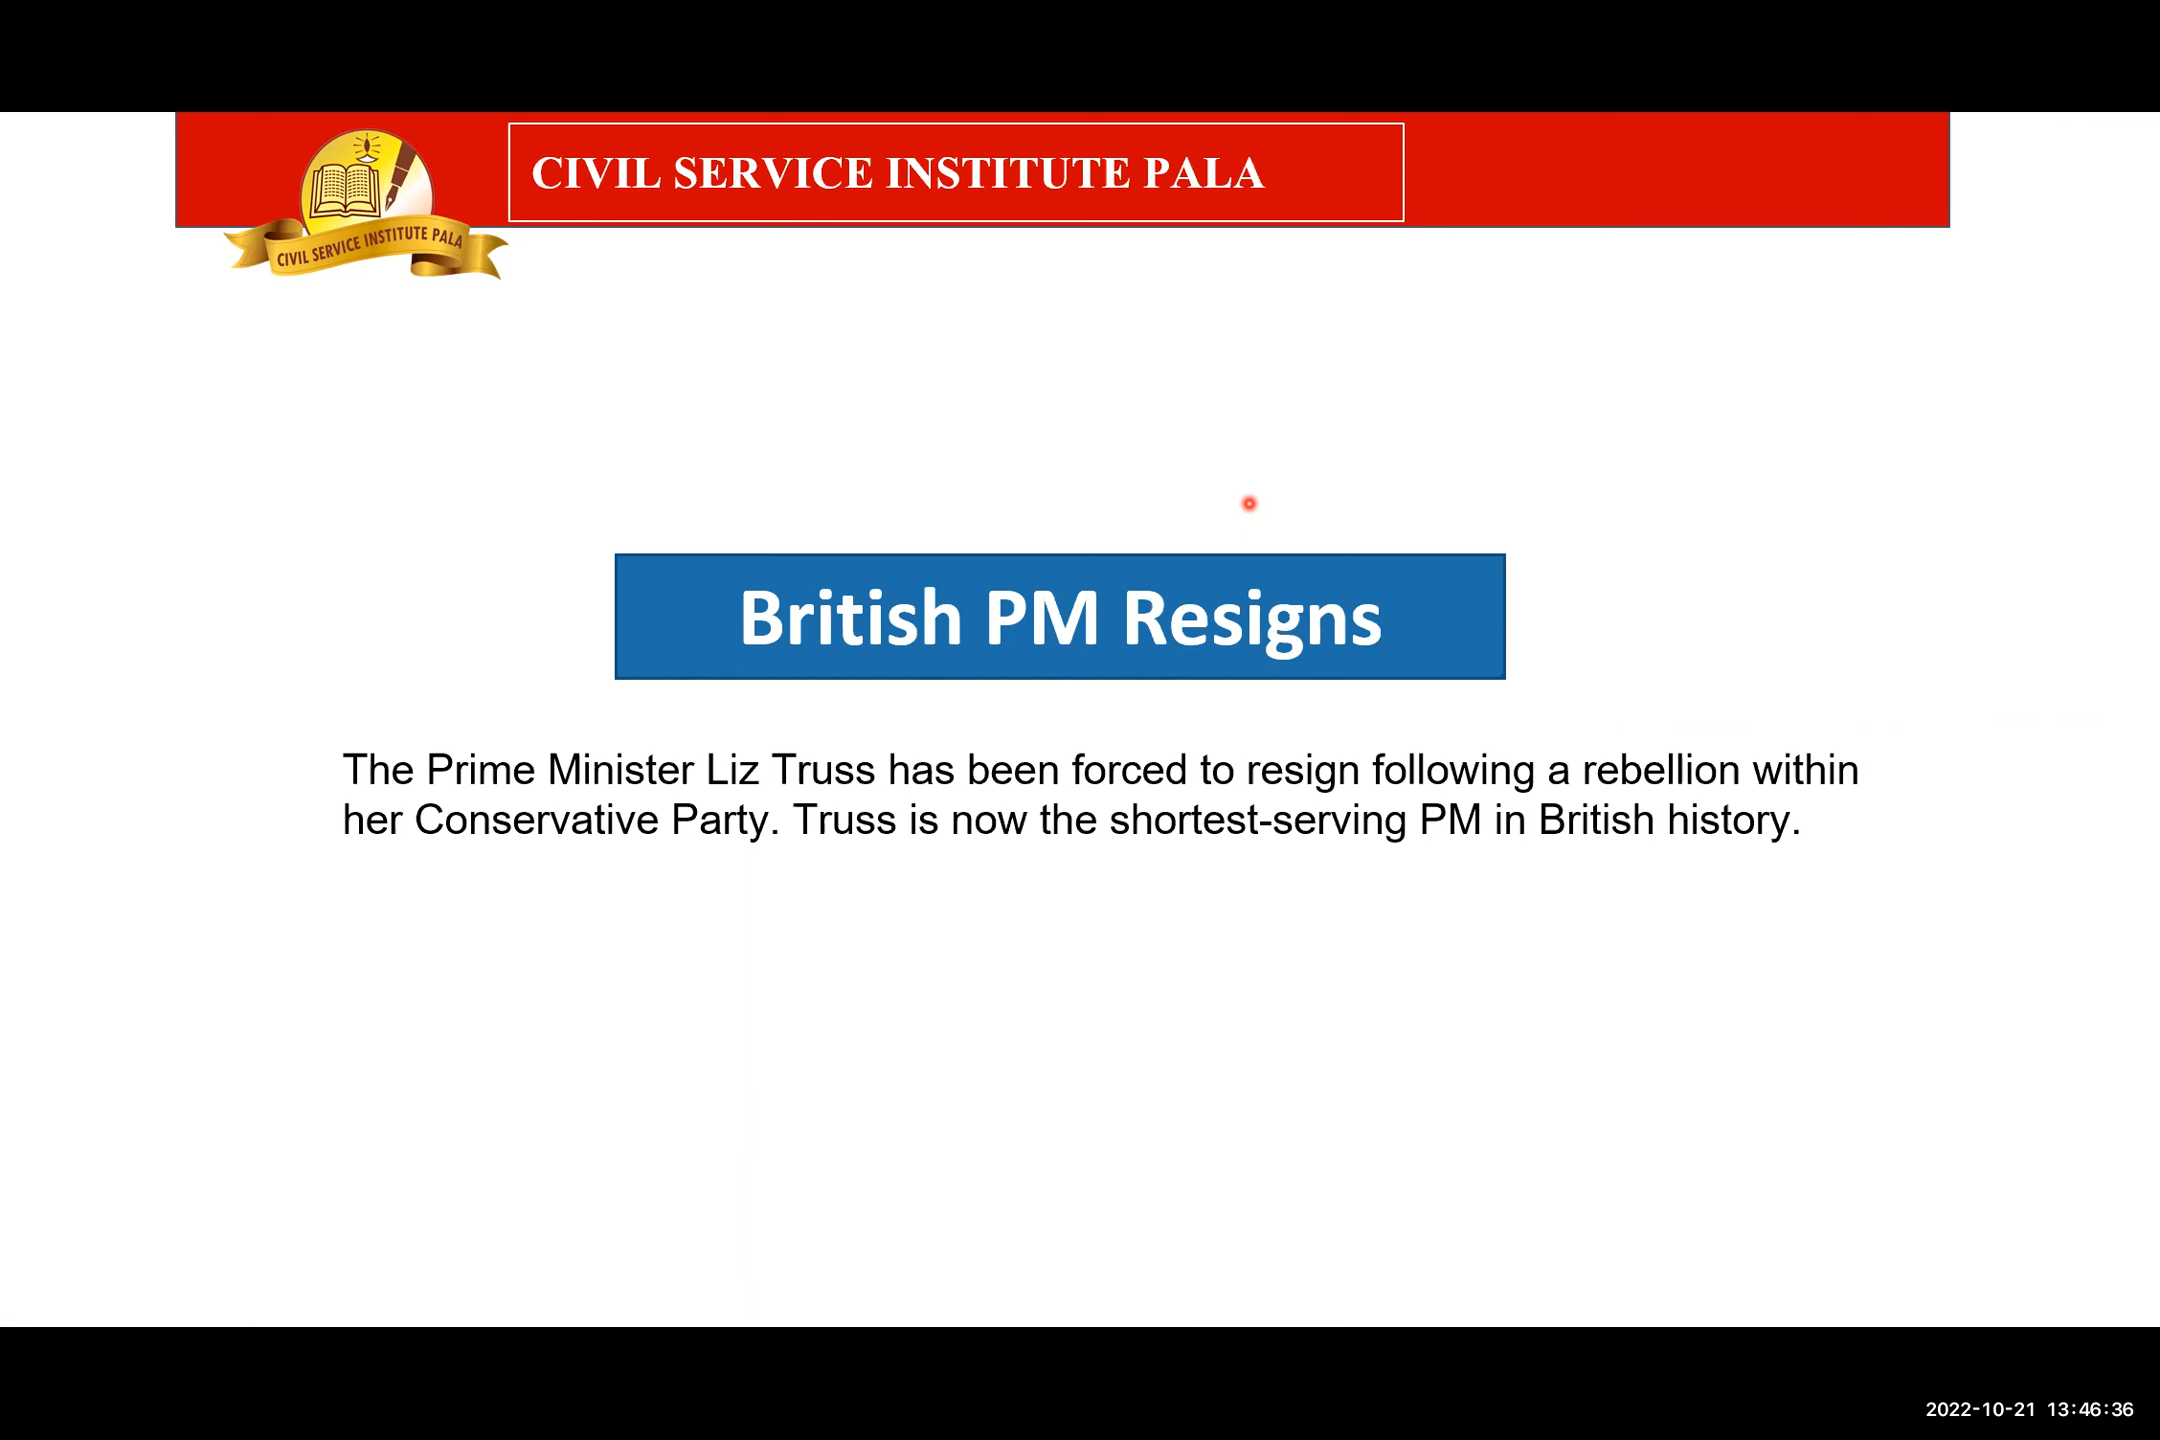 CIVIL SERVICE INSTITUTE PALA
CIVIL SERVICE INSTITUTE PALA
British PM Resigns
The Prime Minister Liz Truss has been forced to resign following a rebellion within
her Conservative Party. Truss is now the shortest-serving PM in British history.
2022-10-21 13:46:36